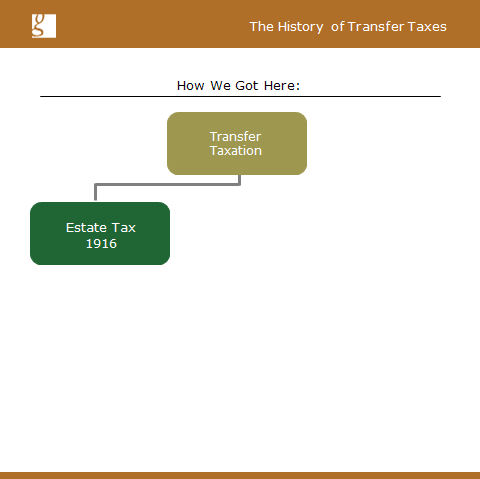 g
The History of Transfer Taxes
How We Got Here:
Transfer
Taxation
Estate Tax
1916